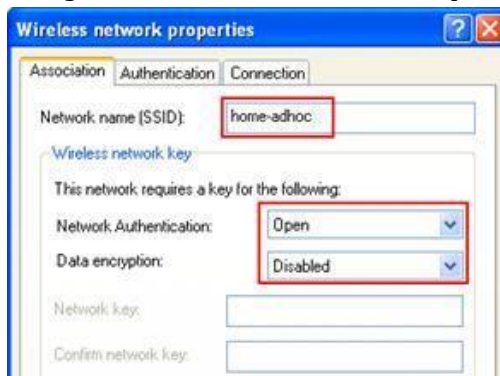 Wireless network properties
Association Authentication Connection
Network name (SSID): home-adhoc
Wireless network key
This network requires a key for the following:
Network Authentication: Open
Data encryption: Disabled
Network key:
Confirm network key: